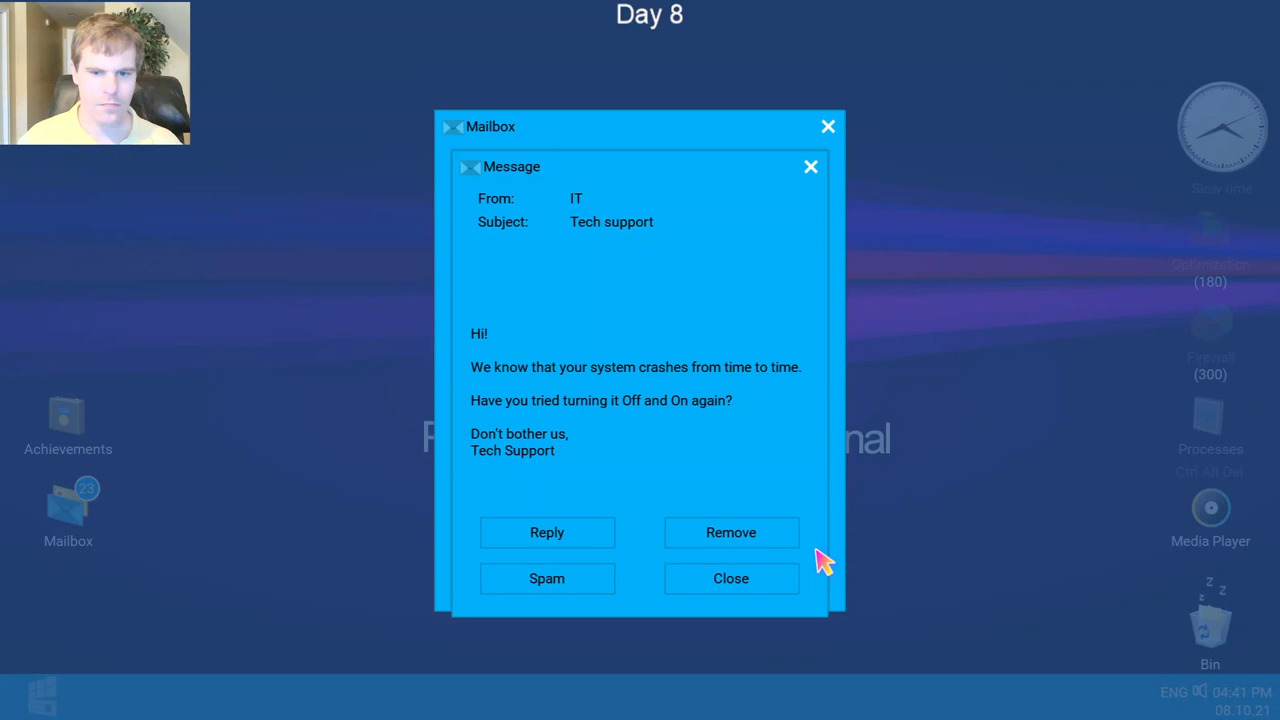 Day 8
Mailbox
Message
From: IT
Subject: Tech support
Hi!
We know that your system crashes from time to time.
Have you tried turning it Off and On again?
Don't bother us,
Tech Support
Reply
Remove
Spam
Close
Achievements
23
Mailbox
Slow time
Optimization
(180)
Firewall
(300)
Processes
Ctrl Alt Del
Media Player
z
z
z
Bin
nal
ENG 04:41 PM
08.10.21